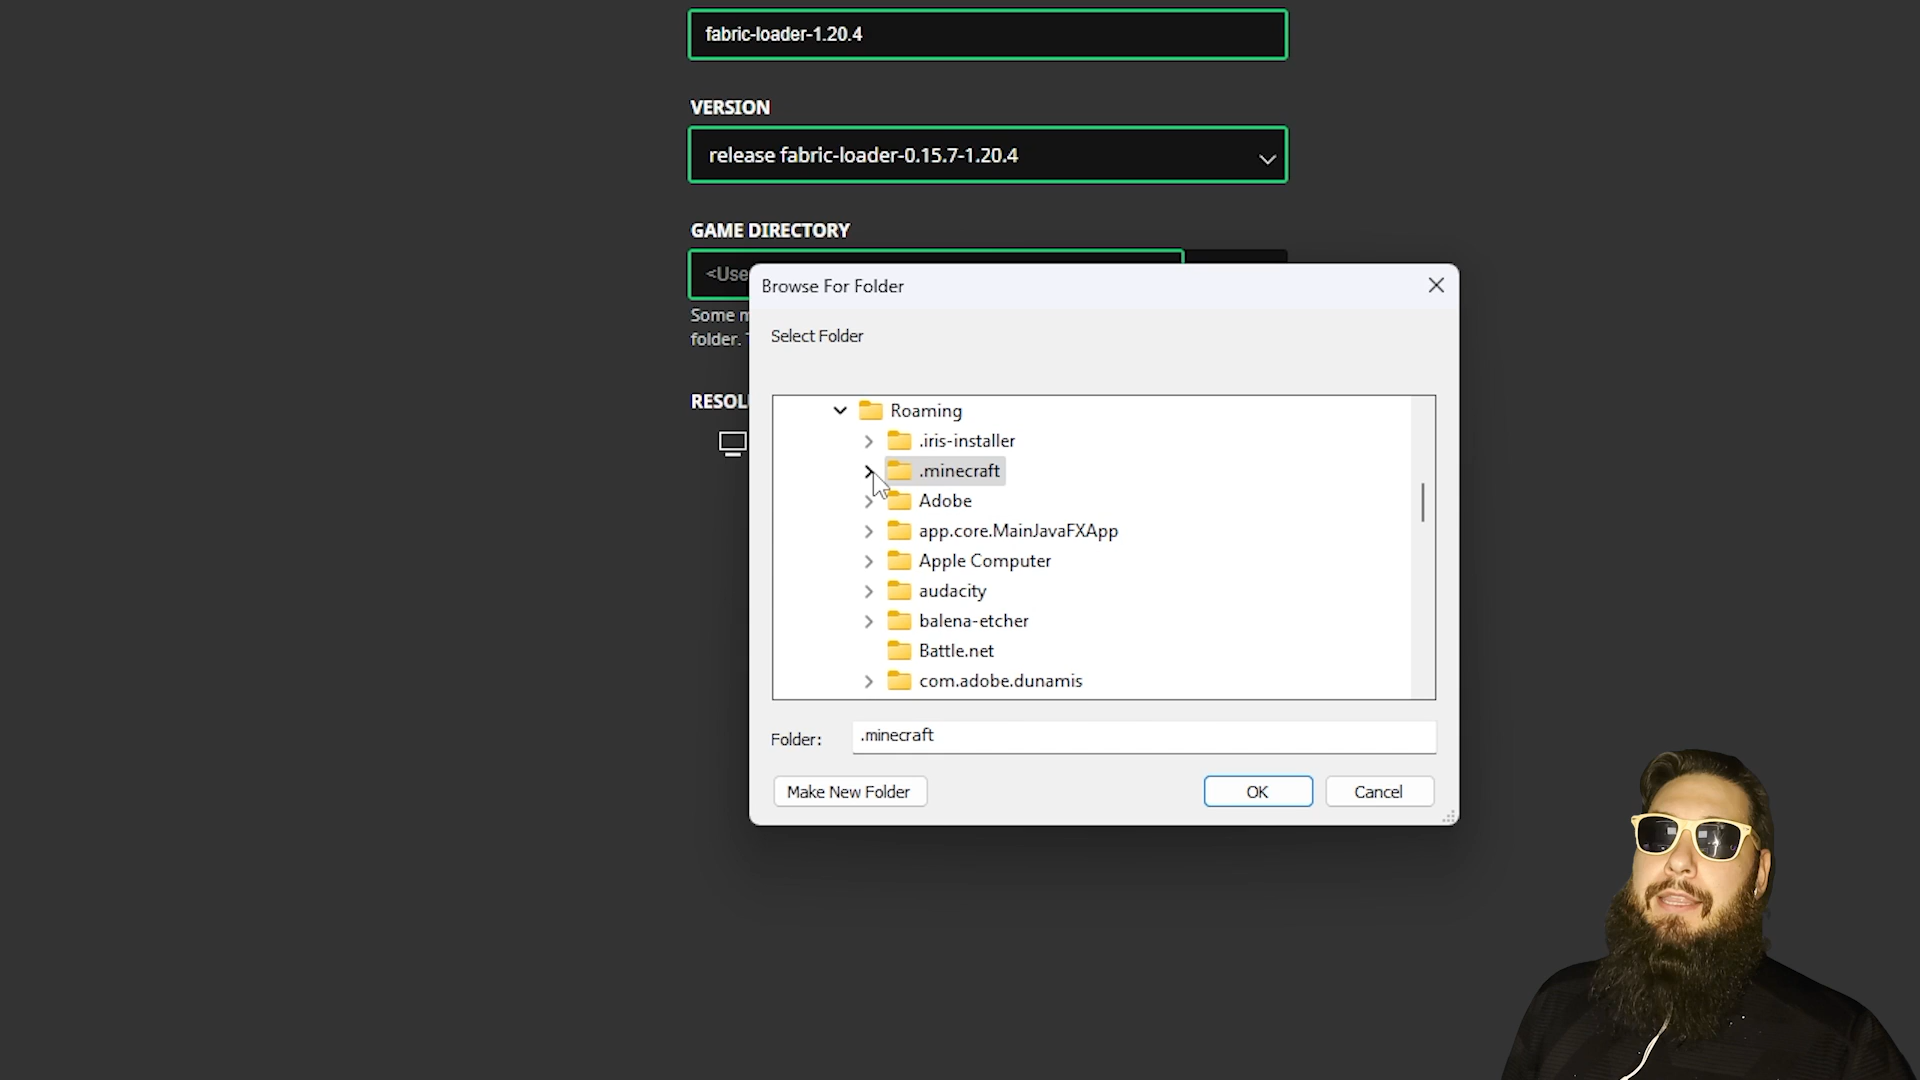 fabric-loader-1.20.4
VERSION
release fabric-loader-0.15.7-1.20.4
GAME DIRECTORY
<Use
Some m
folder.
RESOL
Browse For Folder
Select Folder
Roaming
.iris-installer
.minecraft
Adobe
app.core.MainJavaFXApp
Apple Computer
audacity
balena-etcher
Battle.net
com.adobe.dunamis
Folder: .minecraft
Make New Folder OK Cancel